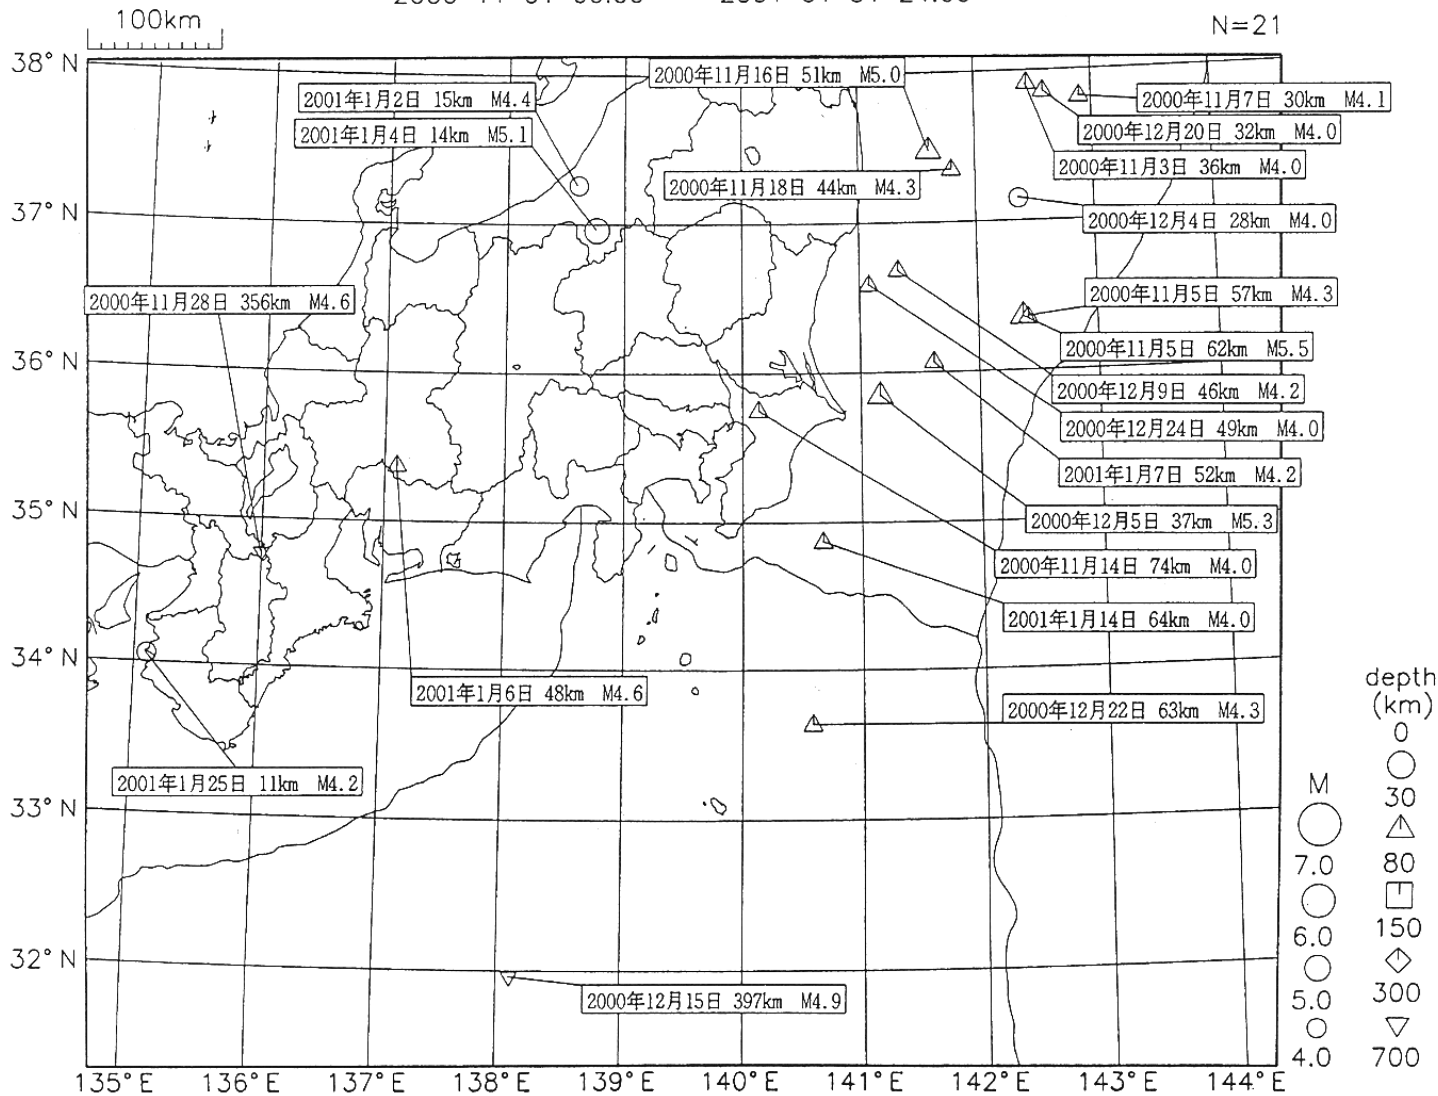 100km
N=21
38°N
37°N
36°N
35°N
34°N
33°N
32°N
2000年11月16日 51km M5.0
2001年1月2日 15km M4.4
2001年1月4日 14km M5.1
2000年11月7日 30km M4.1
2000年12月20日 32km M4.0
2000年11月3日 36km M4.0
2000年11月18日 44km M4.3
2000年12月4日 28km M4.0
2000年11月28日 356km M4.6
2000年11月5日 57km M4.3
2000年11月5日 62km M5.5
2000年12月9日 46km M4.2
2000年12月24日 49km M4.0
2001年1月7日 52km M4.2
2000年12月5日 37km M5.3
2000年11月14日 74km M4.0
2001年1月14日 64km M4.0
2001年1月6日 48km M4.6
2000年12月22日 63km M4.3
2001年1月25日 11km M4.2
2000年12月15日 397km M4.9
135°E 136°E 137°E 138°E 139°E 140°E 141°E 142°E 143°E 144°E
M
7.0
6.0
5.0
4.0
depth
(km)
0
30
80
150
300
700